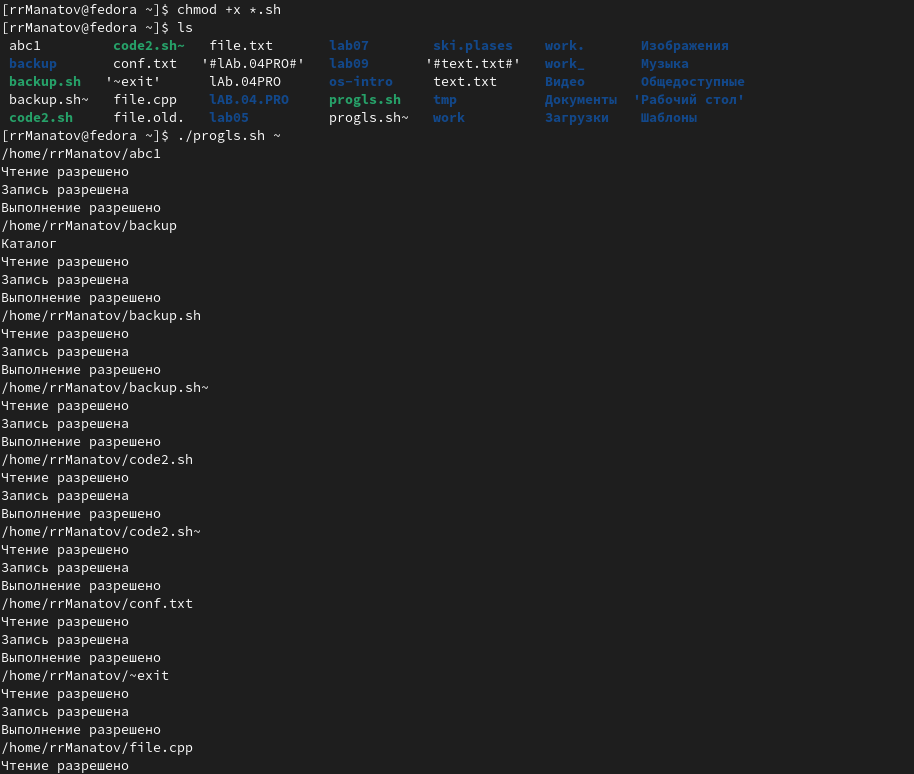 [rrManatov@fedora ~]$ chmod +x *.sh
[rrManatov@fedora ~]$ ls
abc1 code2.sh~ file.txt lab07 ski.plases work. Изображения
backup conf.txt '#lAb.04PRO#' lab09 '#text.txt#' work_ Музыка
backup.sh '~exit' lAb.04PRO os-intro text.txt Видео Общедоступные
backup.sh~ file.cpp lAB.04.PRO progls.sh tmp Документы 'Рабочий стол'
code2.sh file.old. lab05 progls.sh~ work Загрузки Шаблоны
[rrManatov@fedora ~]$ ./progls.sh ~
/home/rrManatov/abc1
Чтение разрешено
Запись разрешена
Выполнение разрешено
/home/rrManatov/backup
Каталог
Чтение разрешено
Запись разрешена
Выполнение разрешено
/home/rrManatov/backup.sh
Чтение разрешено
Запись разрешена
Выполнение разрешено
/home/rrManatov/backup.sh~
Чтение разрешено
Запись разрешена
Выполнение разрешено
/home/rrManatov/code2.sh
Чтение разрешено
Запись разрешена
Выполнение разрешено
/home/rrManatov/code2.sh~
Чтение разрешено
Запись разрешена
Выполнение разрешено
/home/rrManatov/conf.txt
Чтение разрешено
Запись разрешена
Выполнение разрешено
/home/rrManatov/~exit
Чтение разрешено
Запись разрешена
Выполнение разрешено
/home/rrManatov/file.cpp
Чтение разрешено